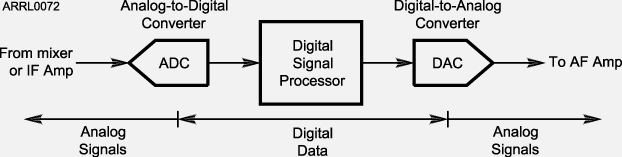 ARRL0072
Analog-to-Digital
Converter
Digital-to-Analog
Converter
From mixer
or IF Amp
ADC
Digital
Signal
Processor
DAC
To AF Amp
Analog
Signals
Digital
Data
Analog
Signals